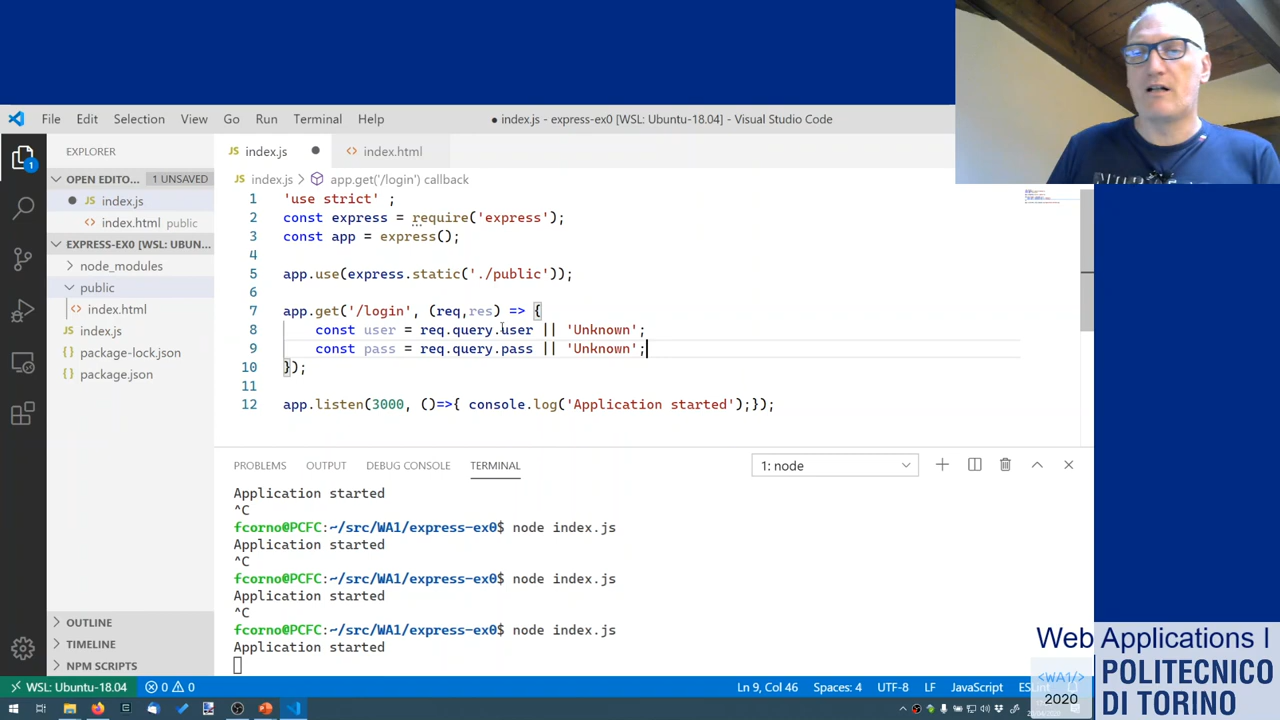 File Edit Selection View Go Run Terminal Help
● index.js - express-ex0 [WSL: Ubuntu-18.04] - Visual Studio Code
EXPLORER
OPEN EDITO... 1 UNSAVED
index.js
index.html public
EXPRESS-EX0 [WSL: UBUN...
node_modules
public
index.html
index.js
package-lock.json
package.json
OUTLINE
TIMELINE
NPM SCRIPTS
1
JS index.js ●
<> index.html
JS index.js > app.get('/login') callback
1 'use strict' ;
2 const express = require('express');
3 const app = express();
4
5 app.use(express.static('./public'));
6
7 app.get('/login', (req,res) => {
8 const user = req.query.user || 'Unknown';
9 const pass = req.query.pass || 'Unknown';
10 });
11
12 app.listen(3000, ()=>{ console.log('Application started');});
PROBLEMS OUTPUT DEBUG CONSOLE TERMINAL 1: node
Application started
^C
fcorno@PCFC:~/src/WA1/express-ex0$ node index.js
Application started
^C
fcorno@PCFC:~/src/WA1/express-ex0$ node index.js
Application started
^C
fcorno@PCFC:~/src/WA1/express-ex0$ node index.js
Application started
WSL: Ubuntu-18.04 0 0 Ln 9, Col 46 Spaces: 4 UTF-8 LF JavaScript
Web Applications I
<WA1/>
2020
POLITECNICO
DI TORINO